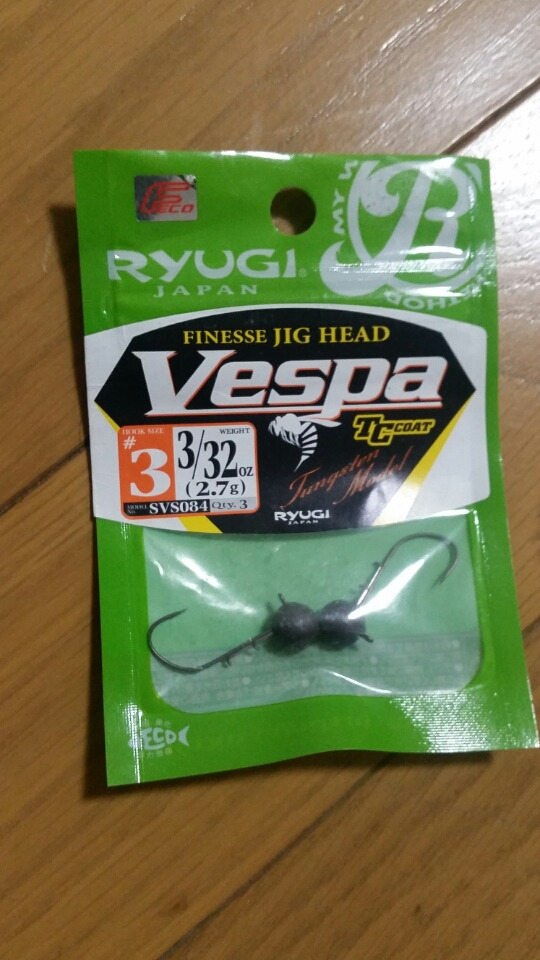 ECO
MY W
B
RYUGI®
JAPAN
FINESSE JIG HEAD
Vespa
HOOK SIZE
#3
WEIGHT
3/32oz
(2.7g)
TC COAT
Tungsten
Model
MODEL No SVS084 Qty. 3
RYUGI
JAPAN
ECO